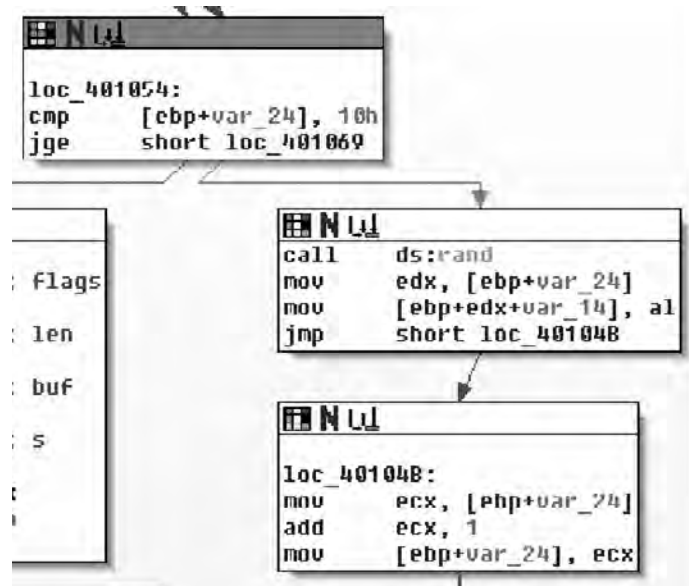 loc_401054:
cmp [ebp+var_24], 10h
jge short loc_401069
flags
len
buf
s
call ds:rand
mov edx, [ebp+var_24]
mov [ebp+edx+var_14], al
jmp short loc_40104B
loc_40104B:
mov ecx, [ebp+var_24]
add ecx, 1
mov [ebp+var_24], ecx